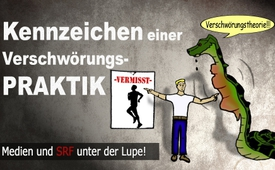 Kennzeichen einer
Verschwörungs-
PRAKTIK
Verschwörungstheorie!!
-VERMISST-
Medien und SRF unter der Lupe!